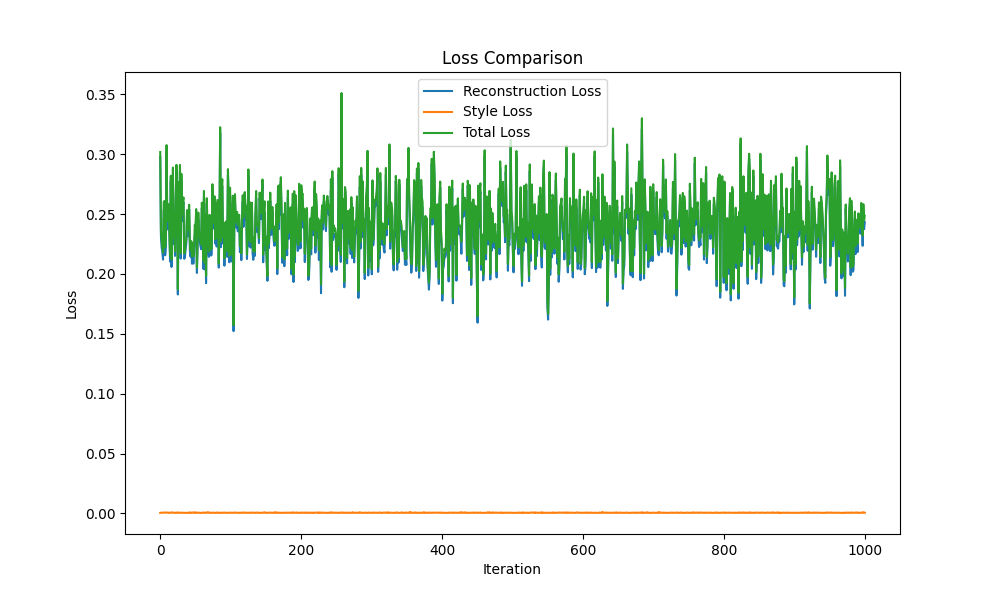 Loss Comparison
Reconstruction Loss
Style Loss
Total Loss
Loss
0.35
0.30
0.25
0.20
0.15
0.10
0.05
0.00
0 200 400 600 800 1000
Iteration